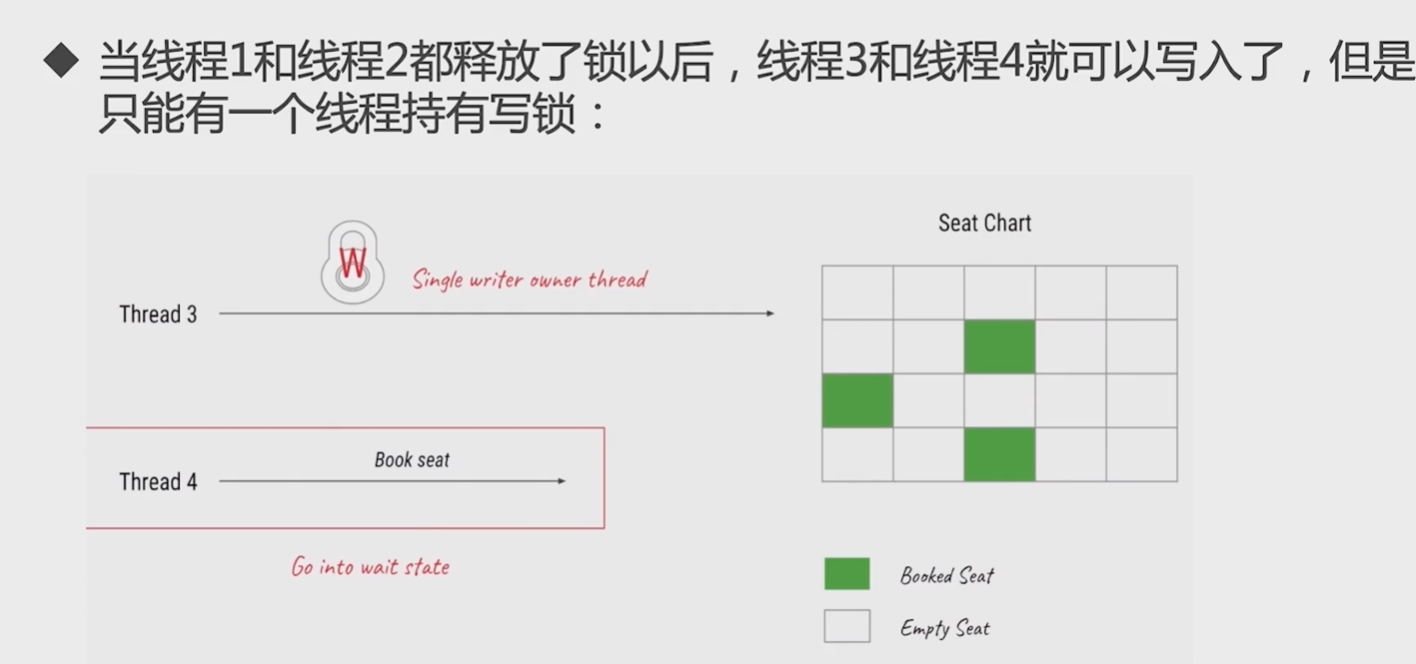 当线程1和线程2都释放了锁以后，线程3和线程4就可以写入了，但是
只能有一个线程持有写锁：
Seat Chart
W
Single writer owner thread
Thread 3
Book seat
Thread 4
Go into wait state
Booked Seat
Empty Seat